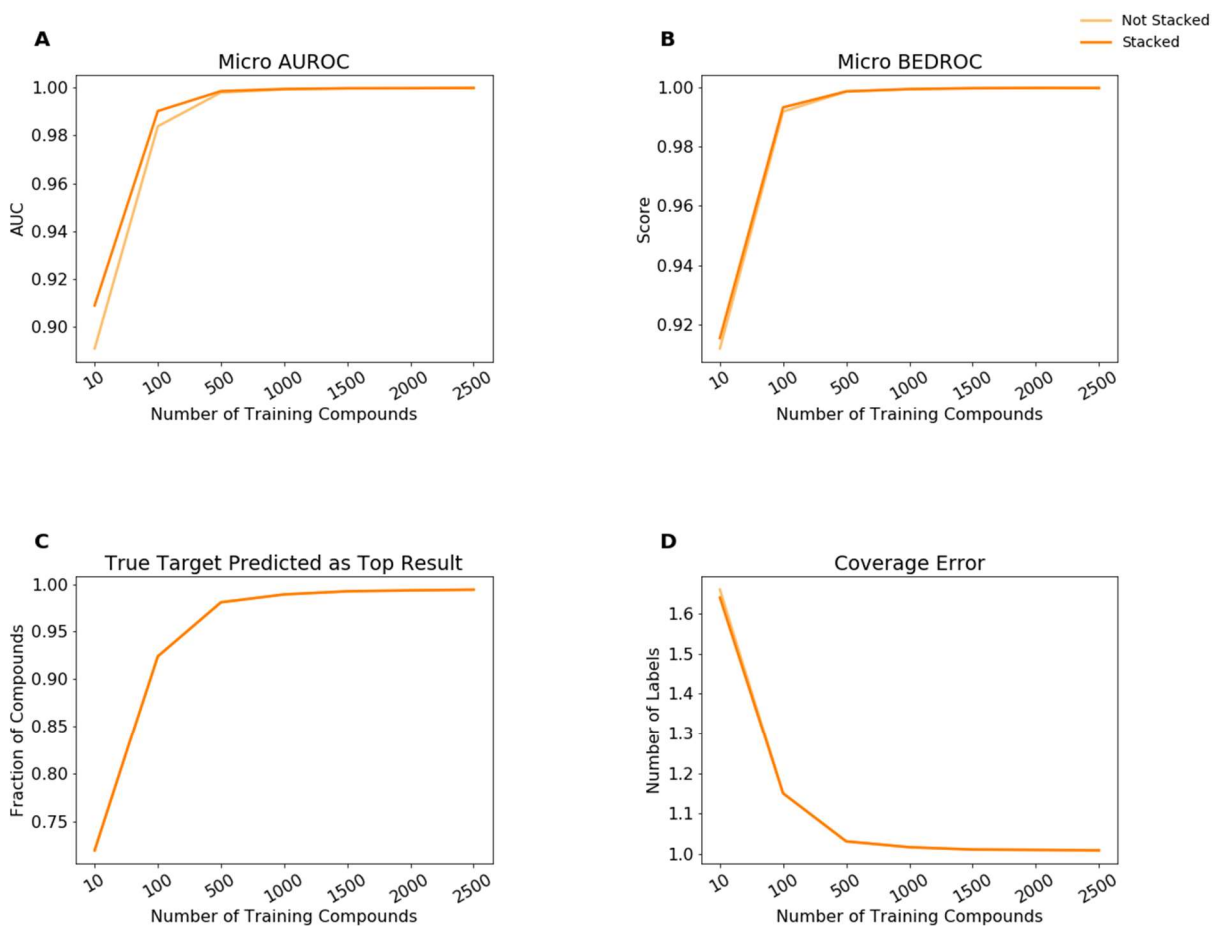 Not Stacked
Stacked
A
Micro AUROC
1.00
0.98
0.96
0.94
0.92
0.90
AUC
10 100 500 1000 1500 2000 2500
Number of Training Compounds
B
Micro BEDROC
1.00
0.98
0.96
0.94
0.92
Score
10 100 500 1000 1500 2000 2500
Number of Training Compounds
C
True Target Predicted as Top Result
1.00
0.95
0.90
0.85
0.80
0.75
Fraction of Compounds
10 100 500 1000 1500 2000 2500
Number of Training Compounds
D
Coverage Error
1.6
1.5
1.4
1.3
1.2
1.1
1.0
Number of Labels
10 100 500 1000 1500 2000 2500
Number of Training Compounds